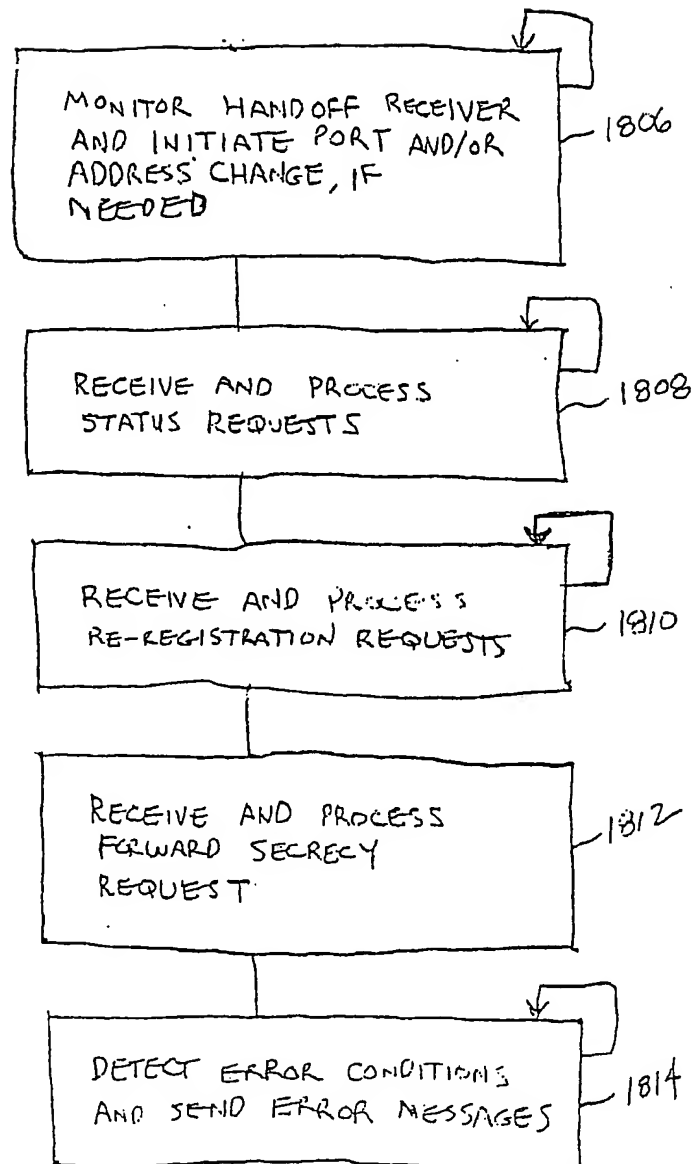 MONITOR HANDOFF RECEIVER
AND INITIATE PORT AND/OR
ADDRESS CHANGE, IF
NEEDED
1806
RECEIVE AND PROCESS
STATUS REQUESTS
1808
RECEIVE AND PROCESS
RE-REGISTRATION REQUESTS
1810
RECEIVE AND PROCESS
FORWARD SECRECY
REQUEST
1812
DETECT ERROR CONDITIONS
AND SEND ERROR MESSAGES
1814